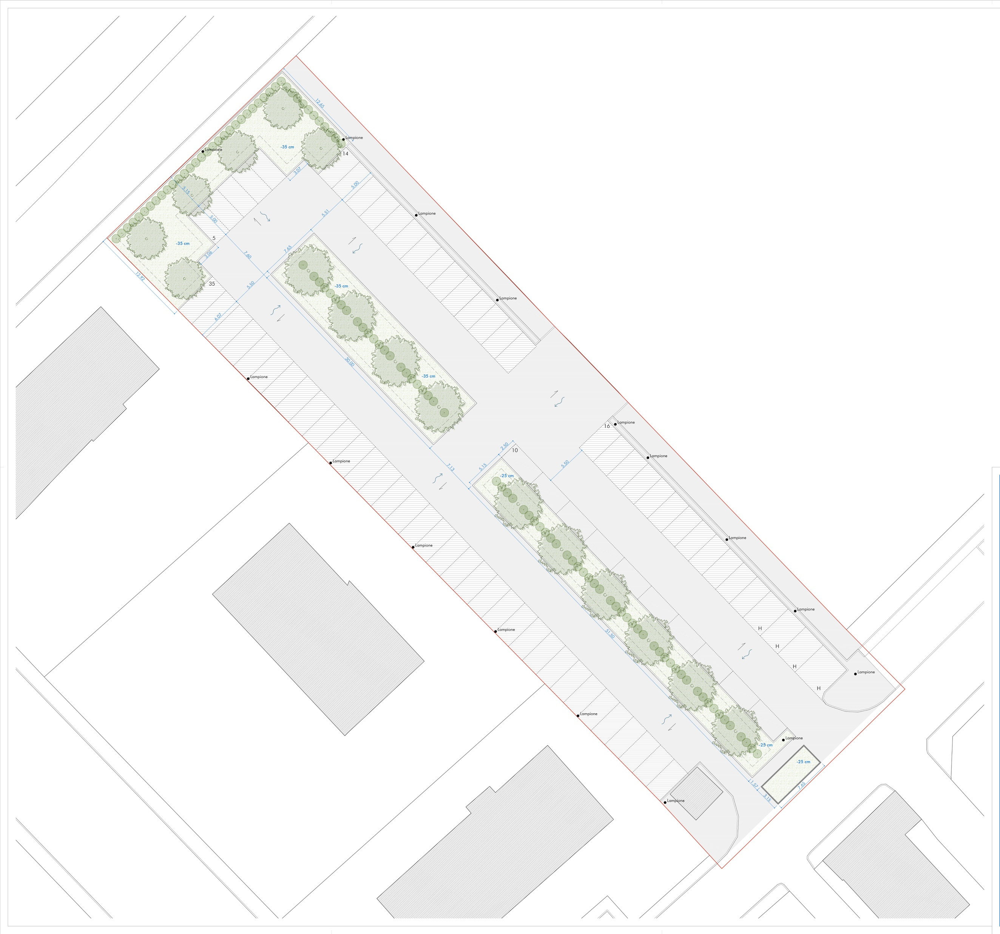 12.65
Lampione
Lampione
-35 cm
14
3.07
5.00
5.15
5.51
Lampione
5.00
5
-35 cm
7.65
3.06
7.60
12.92
35
5.50
-35 cm
Lampione
6.07
30.00
-35 cm
Lampione
Lampione
16
2.50
10
Lampione
Lampione
5.15
7.13
5.50
-25 cm
Lampione
Lampione
Lampione
H
Lampione
51.50
H
H
Lampione
H
Lampione
Lampione
-25 cm
-25 cm
1.57
7.65
3.15
Lampione